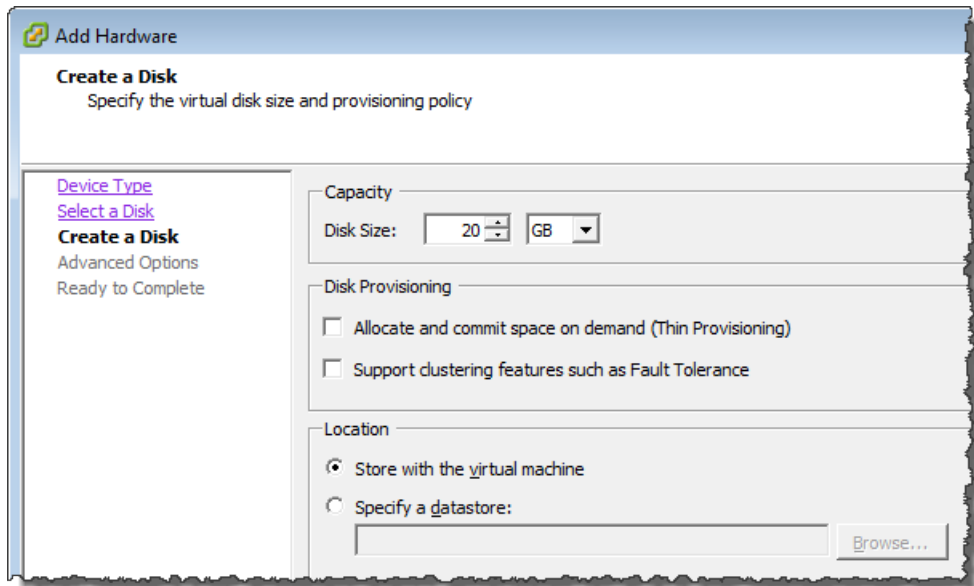 Add Hardware
Create a Disk
Specify the virtual disk size and provisioning policy
Device Type
Select a Disk
Create a Disk
Advanced Options
Ready to Complete
Capacity
Disk Size: 20 GB
Disk Provisioning
Allocate and commit space on demand (Thin Provisioning)
Support clustering features such as Fault Tolerance
Location
Store with the virtual machine
Specify a datastore:
Browse...